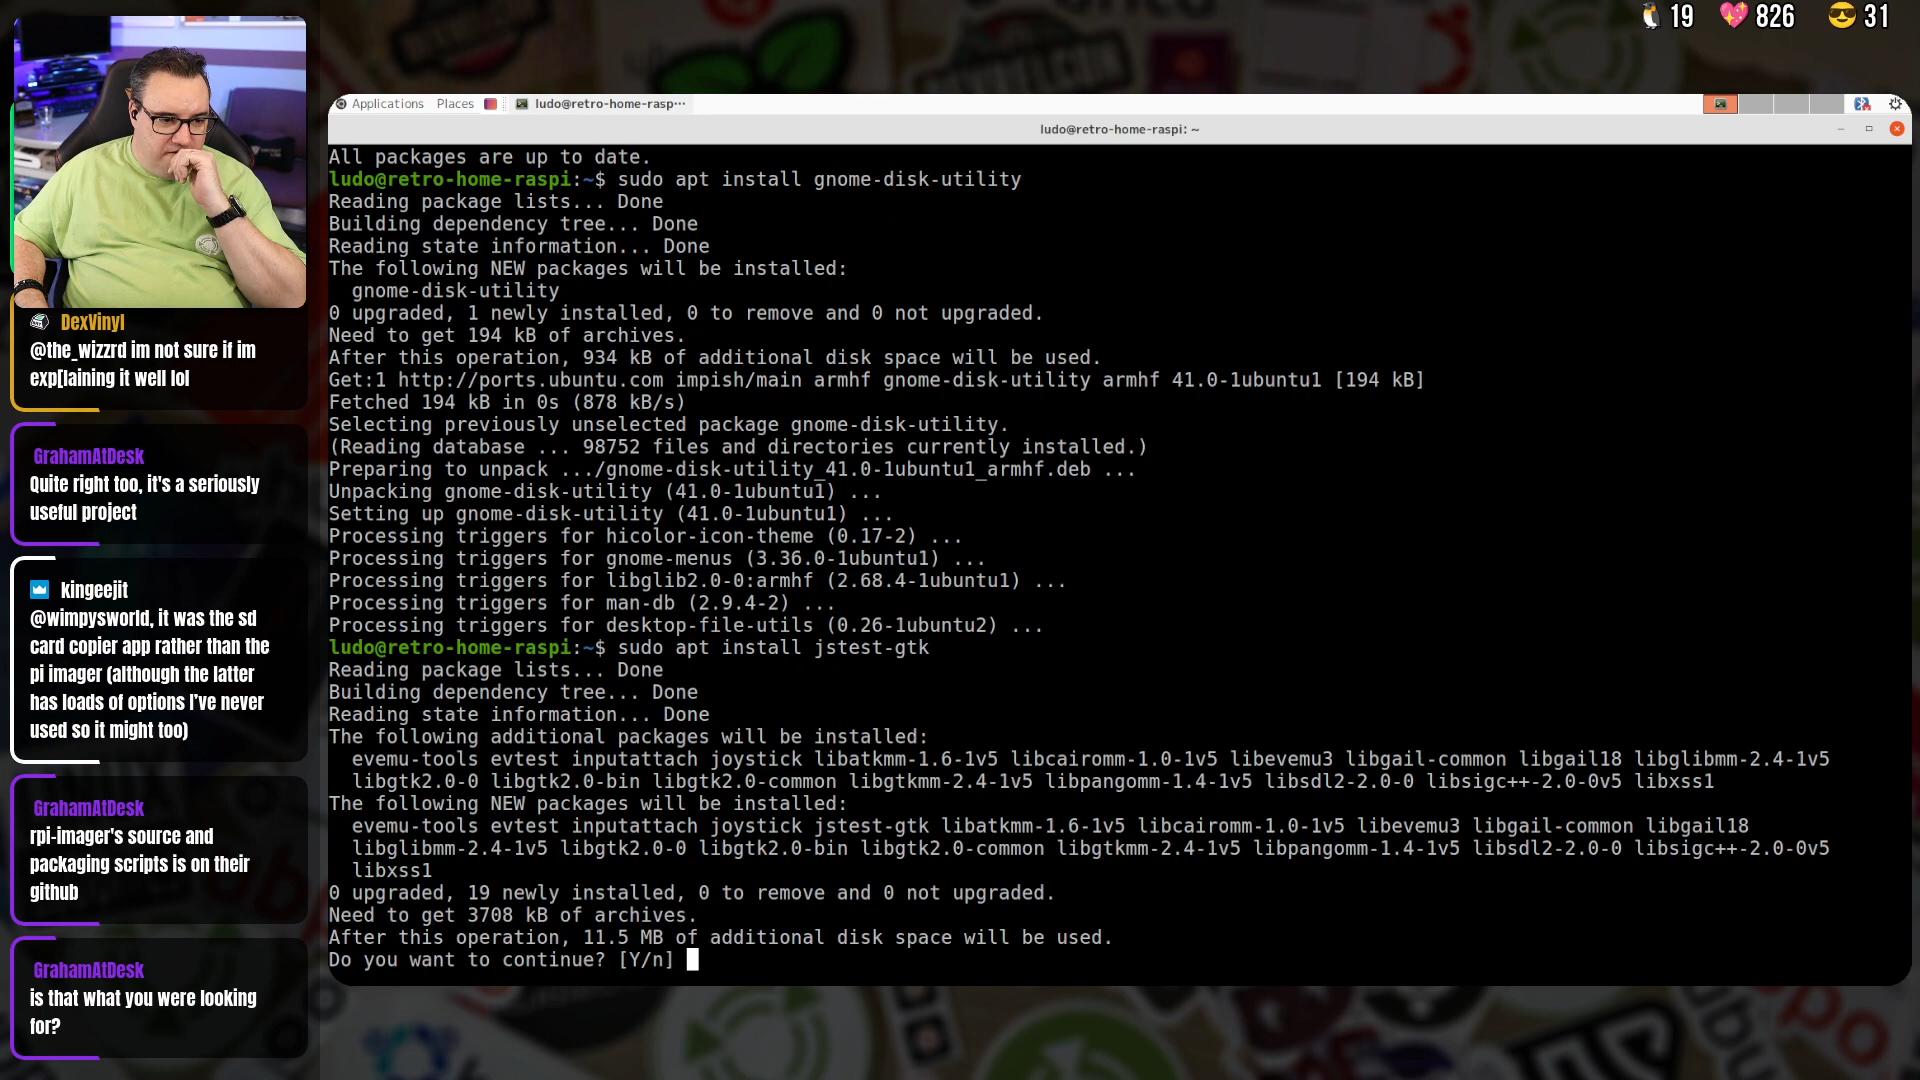 19 826 31
Applications Places ludo@retro-home-rasp···
ludo@retro-home-raspi: ~
All packages are up to date.
ludo@retro-home-raspi:~$ sudo apt install gnome-disk-utility
Reading package lists... Done
Building dependency tree... Done
Reading state information... Done
The following NEW packages will be installed:
  gnome-disk-utility
0 upgraded, 1 newly installed, 0 to remove and 0 not upgraded.
Need to get 194 kB of archives.
After this operation, 934 kB of additional disk space will be used.
Get:1 http://ports.ubuntu.com impish/main armhf gnome-disk-utility armhf 41.0-1ubuntu1 [194 kB]
Fetched 194 kB in 0s (878 kB/s)
Selecting previously unselected package gnome-disk-utility.
(Reading database ... 98752 files and directories currently installed.)
Preparing to unpack .../gnome-disk-utility_41.0-1ubuntu1_armhf.deb ...
Unpacking gnome-disk-utility (41.0-1ubuntu1) ...
Setting up gnome-disk-utility (41.0-1ubuntu1) ...
Processing triggers for hicolor-icon-theme (0.17-2) ...
Processing triggers for gnome-menus (3.36.0-1ubuntu1) ...
Processing triggers for libglib2.0-0:armhf (2.68.4-1ubuntu1) ...
Processing triggers for man-db (2.9.4-2) ...
Processing triggers for desktop-file-utils (0.26-1ubuntu2) ...
ludo@retro-home-raspi:~$ sudo apt install jstest-gtk
Reading package lists... Done
Building dependency tree... Done
Reading state information... Done
The following additional packages will be installed:
  evemu-tools evtest inputattach joystick libatkmm-1.6-1v5 libcairomm-1.0-1v5 libevemu3 libgail-common libgail18 libglibmm-2.4-1v5
  libgtk2.0-0 libgtk2.0-bin libgtk2.0-common libgtkmm-2.4-1v5 libpangomm-1.4-1v5 libsdl2-2.0-0 libsigc++-2.0-0v5 libxss1
The following NEW packages will be installed:
  evemu-tools evtest inputattach joystick jstest-gtk libatkmm-1.6-1v5 libcairomm-1.0-1v5 libevemu3 libgail-common libgail18
  libglibmm-2.4-1v5 libgtk2.0-0 libgtk2.0-bin libgtk2.0-common libgtkmm-2.4-1v5 libpangomm-1.4-1v5 libsdl2-2.0-0 libsigc++-2.0-0v5
  libxss1
0 upgraded, 19 newly installed, 0 to remove and 0 not upgraded.
Need to get 3708 kB of archives.
After this operation, 11.5 MB of additional disk space will be used.
Do you want to continue? [Y/n]
DexVinyl
@the_wizzrd im not sure if im
exp[laining it well lol
GrahamAtDesk
Quite right too, it's a seriously
useful project
kingeejit
@wimpysworld, it was the sd
card copier app rather than the
pi imager (although the latter
has loads of options I've never
used so it might too)
GrahamAtDesk
rpi-imager's source and
packaging scripts is on their
github
GrahamAtDesk
is that what you were looking
for?